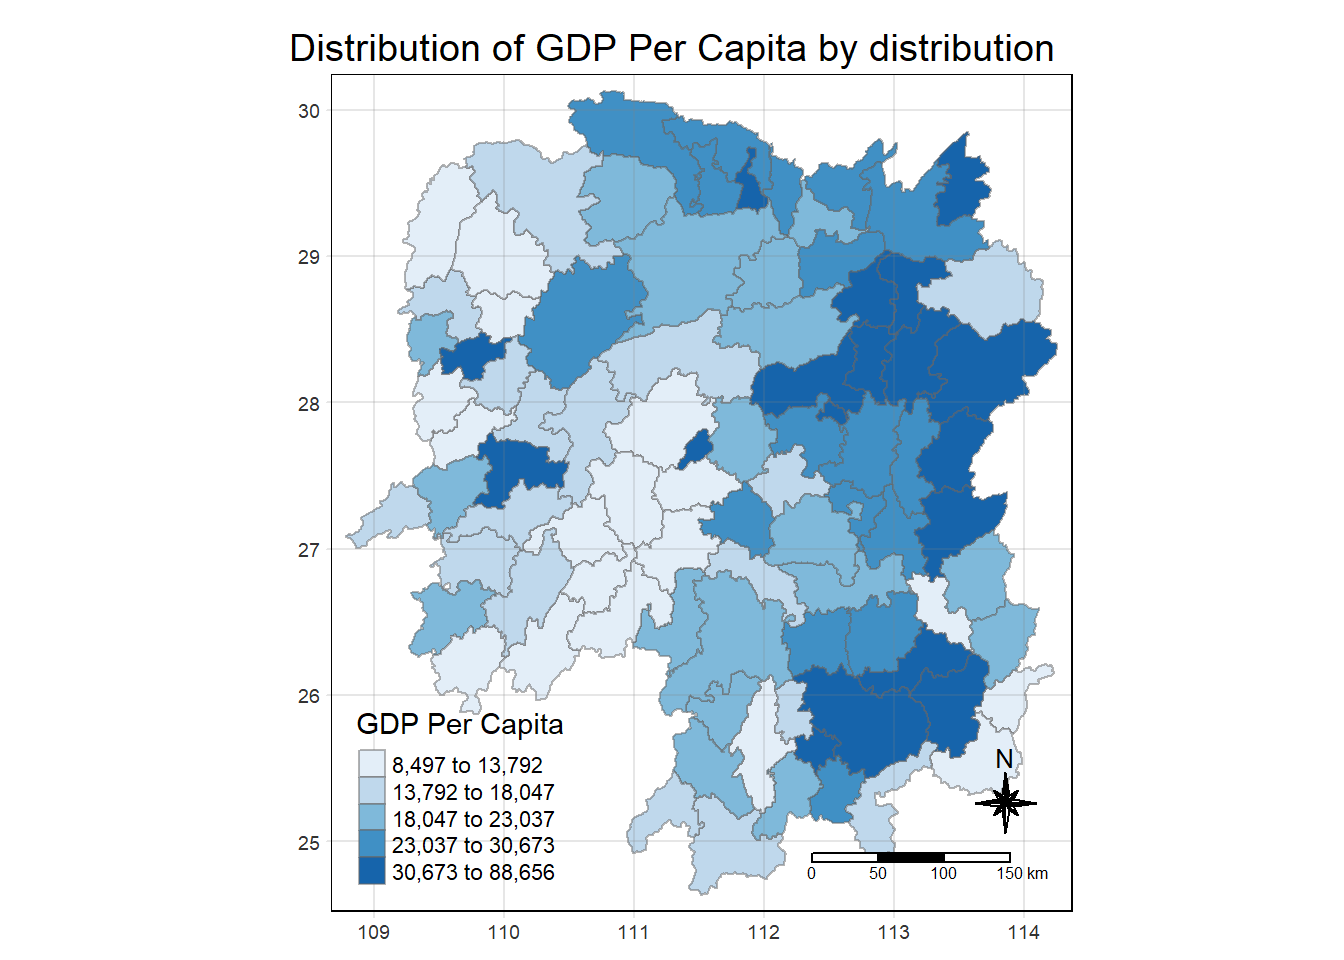 Distribution of GDP Per Capita by distribution
30
29
28
27
26
25
GDP Per Capita
8,497 to 13,792
13,792 to 18,047
18,047 to 23,037
23,037 to 30,673
30,673 to 88,656
N
0 50 100 150 km
109 110 111 112 113 114